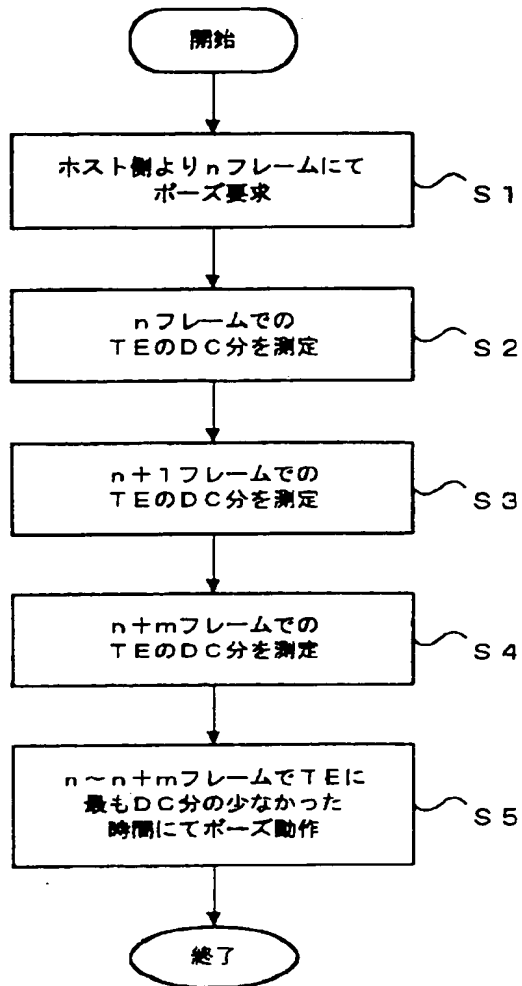 開始
ホスト側よりnフレームにて
ポーズ要求
S1
nフレームでの
TEのDC分を測定
S2
n+1フレームでの
TEのDC分を測定
S3
n+mフレームでの
TEのDC分を測定
S4
n~n+mフレームでTEに
最もDC分の少なかった
時間にてポーズ動作
S5
終了